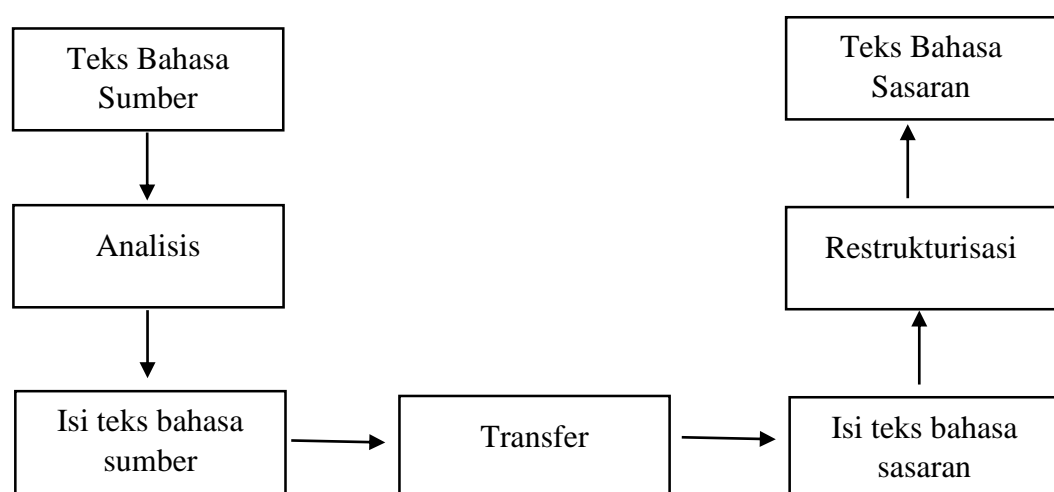 Teks Bahasa
Sumber
Analisis
Isi teks bahasa
sumber
Transfer
Isi teks bahasa
sasaran
Restrukturisasi
Teks Bahasa
Sasaran